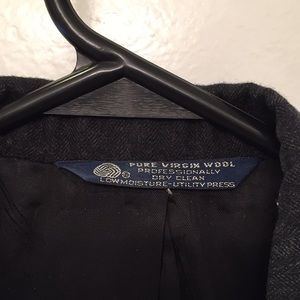 PURE VIRGIN WOOL
PROFESSIONALLY
DRY CLEAN
LOW MOISTURE-UTILITY PRESS